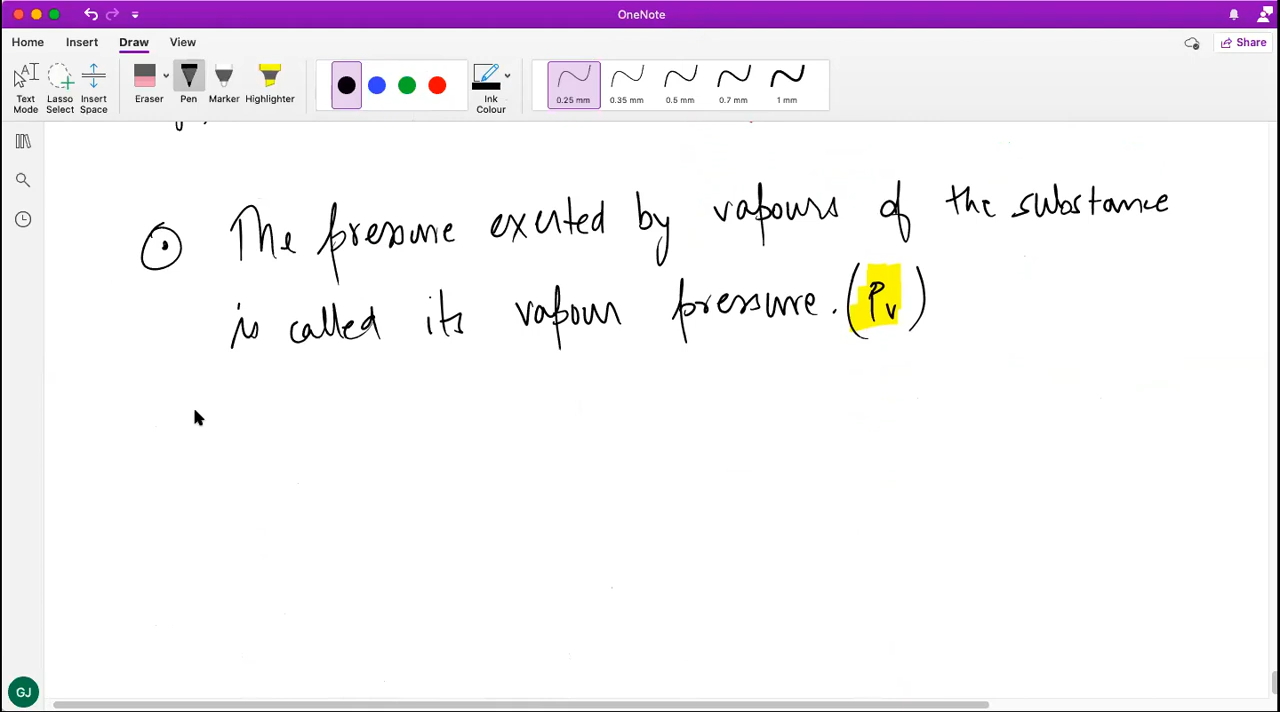 OneNote
Home Insert Draw View
Share
Text Mode
Lasso Select
Insert Space
Eraser
Pen
Marker
Highlighter
Ink Colour
0.25 mm
0.35 mm
0.5 mm
0.7 mm
1 mm
The pressure exerted by vapours of the substance
is called its vapour pressure. (Pv)
GJ